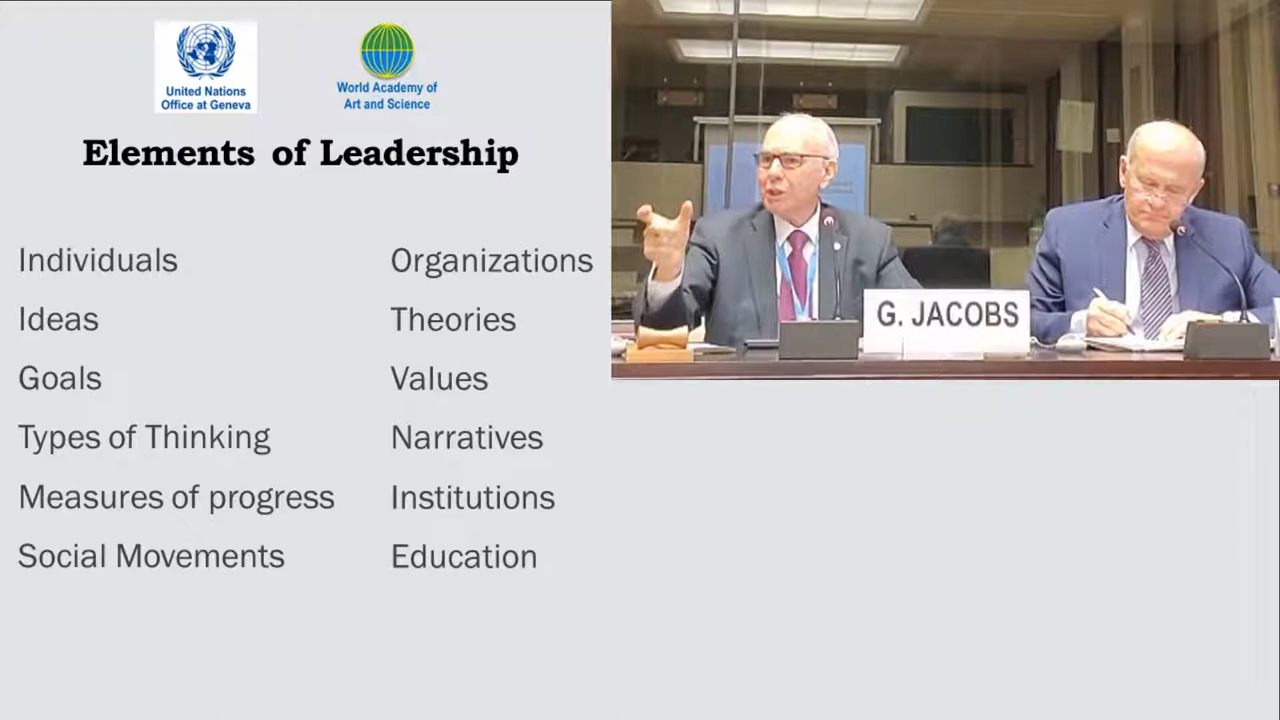 United Nations
Office at Geneva
World Academy of
Art and Science
Elements of Leadership
Individuals
Organizations
Ideas
Theories
Goals
Values
Types of Thinking
Narratives
Measures of progress
Institutions
Social Movements
Education
G. JACOBS